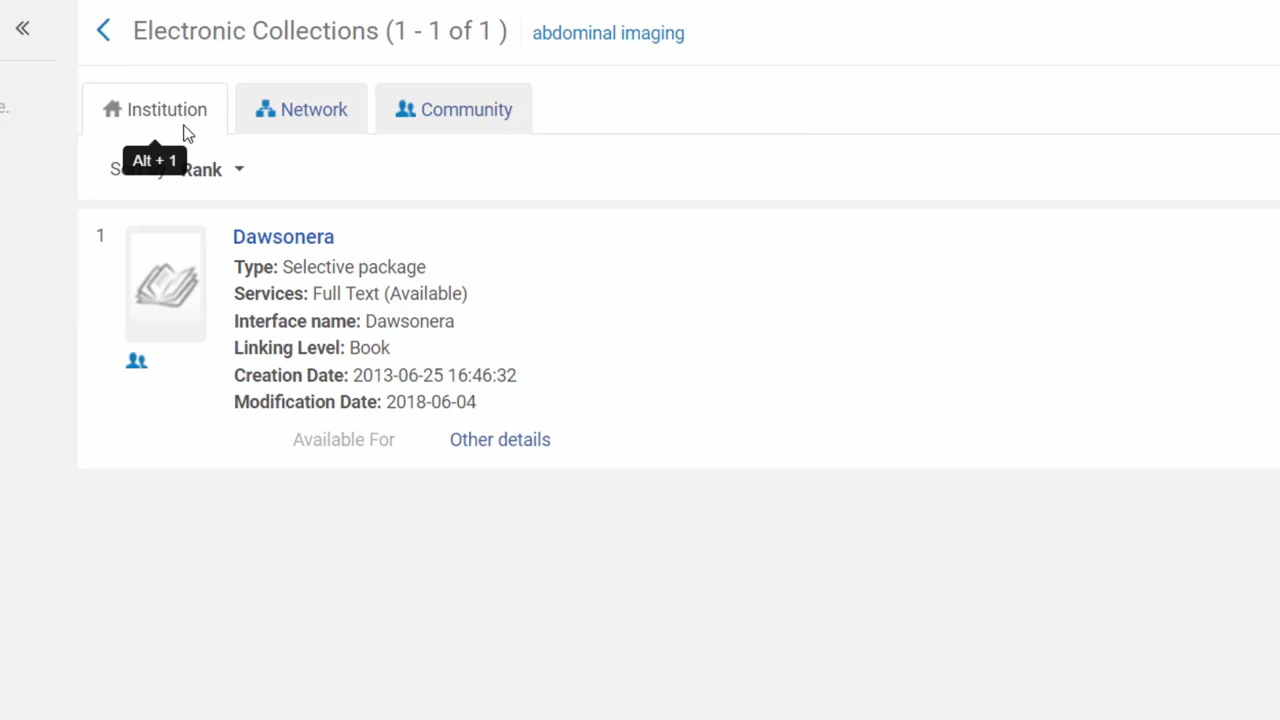 Electronic Collections (1 - 1 of 1 ) abdominal imaging
e.
Institution Network Community
Alt + 1
Rank
1
Dawsonera
Type: Selective package
Services: Full Text (Available)
Interface name: Dawsonera
Linking Level: Book
Creation Date: 2013-06-25 16:46:32
Modification Date: 2018-06-04
Available For Other details